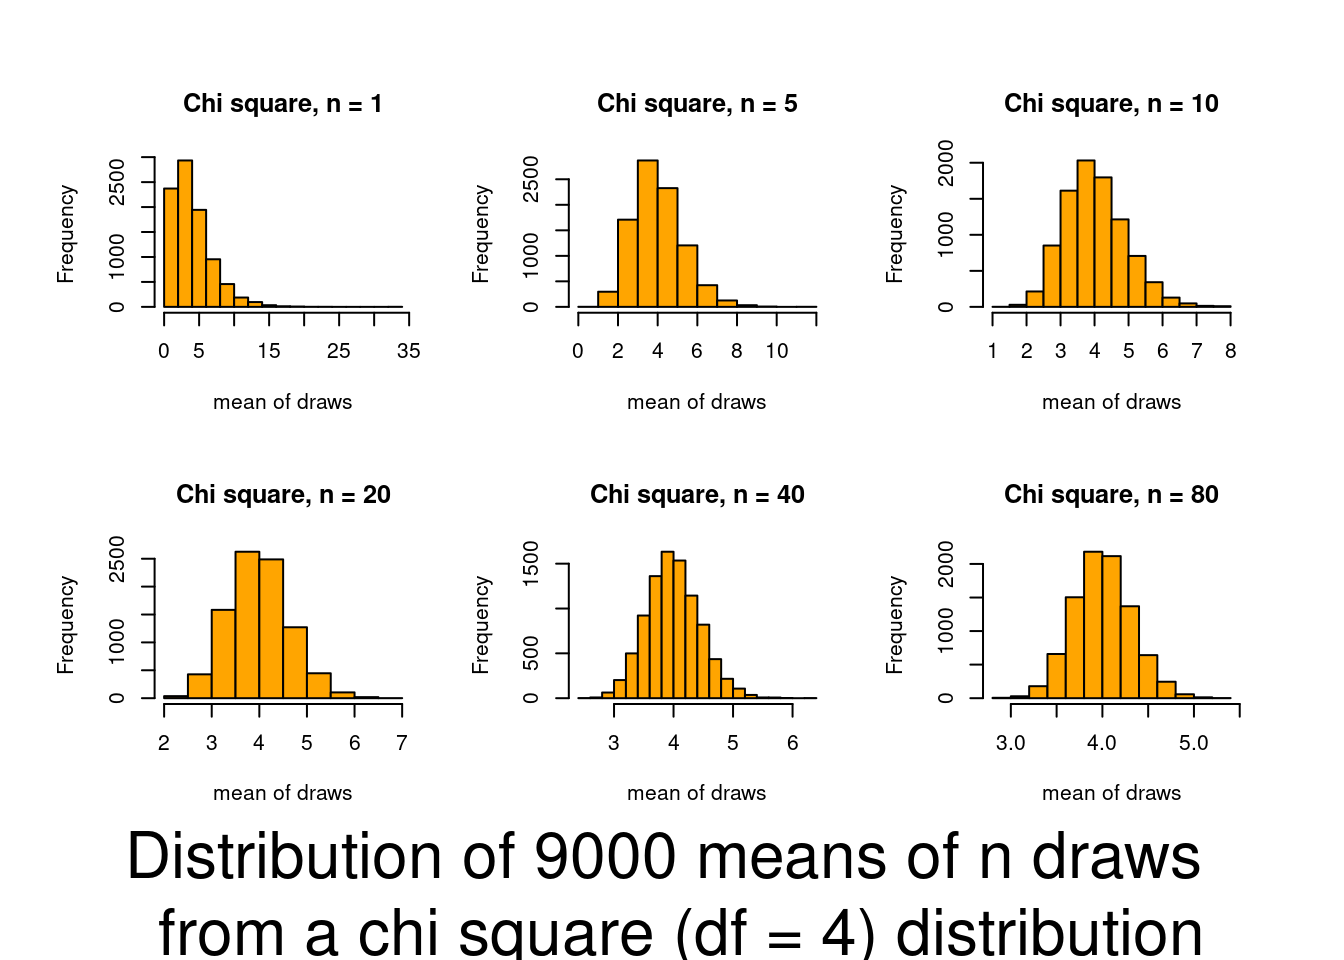 Chi square, n = 1
Frequency
0 1000 2500
0 5 15 25 35
mean of draws
Chi square, n = 5
Frequency
0 1000 2500
0 2 4 6 8 10
mean of draws
Chi square, n = 10
Frequency
0 1000 2000
1 2 3 4 5 6 7 8
mean of draws
Chi square, n = 20
Frequency
0 1000 2500
2 3 4 5 6 7
mean of draws
Chi square, n = 40
Frequency
0 500 1500
3 4 5 6
mean of draws
Chi square, n = 80
Frequency
0 1000 2000
3.0 4.0 5.0
mean of draws
Distribution of 9000 means of n draws
from a chi square (df = 4) distribution